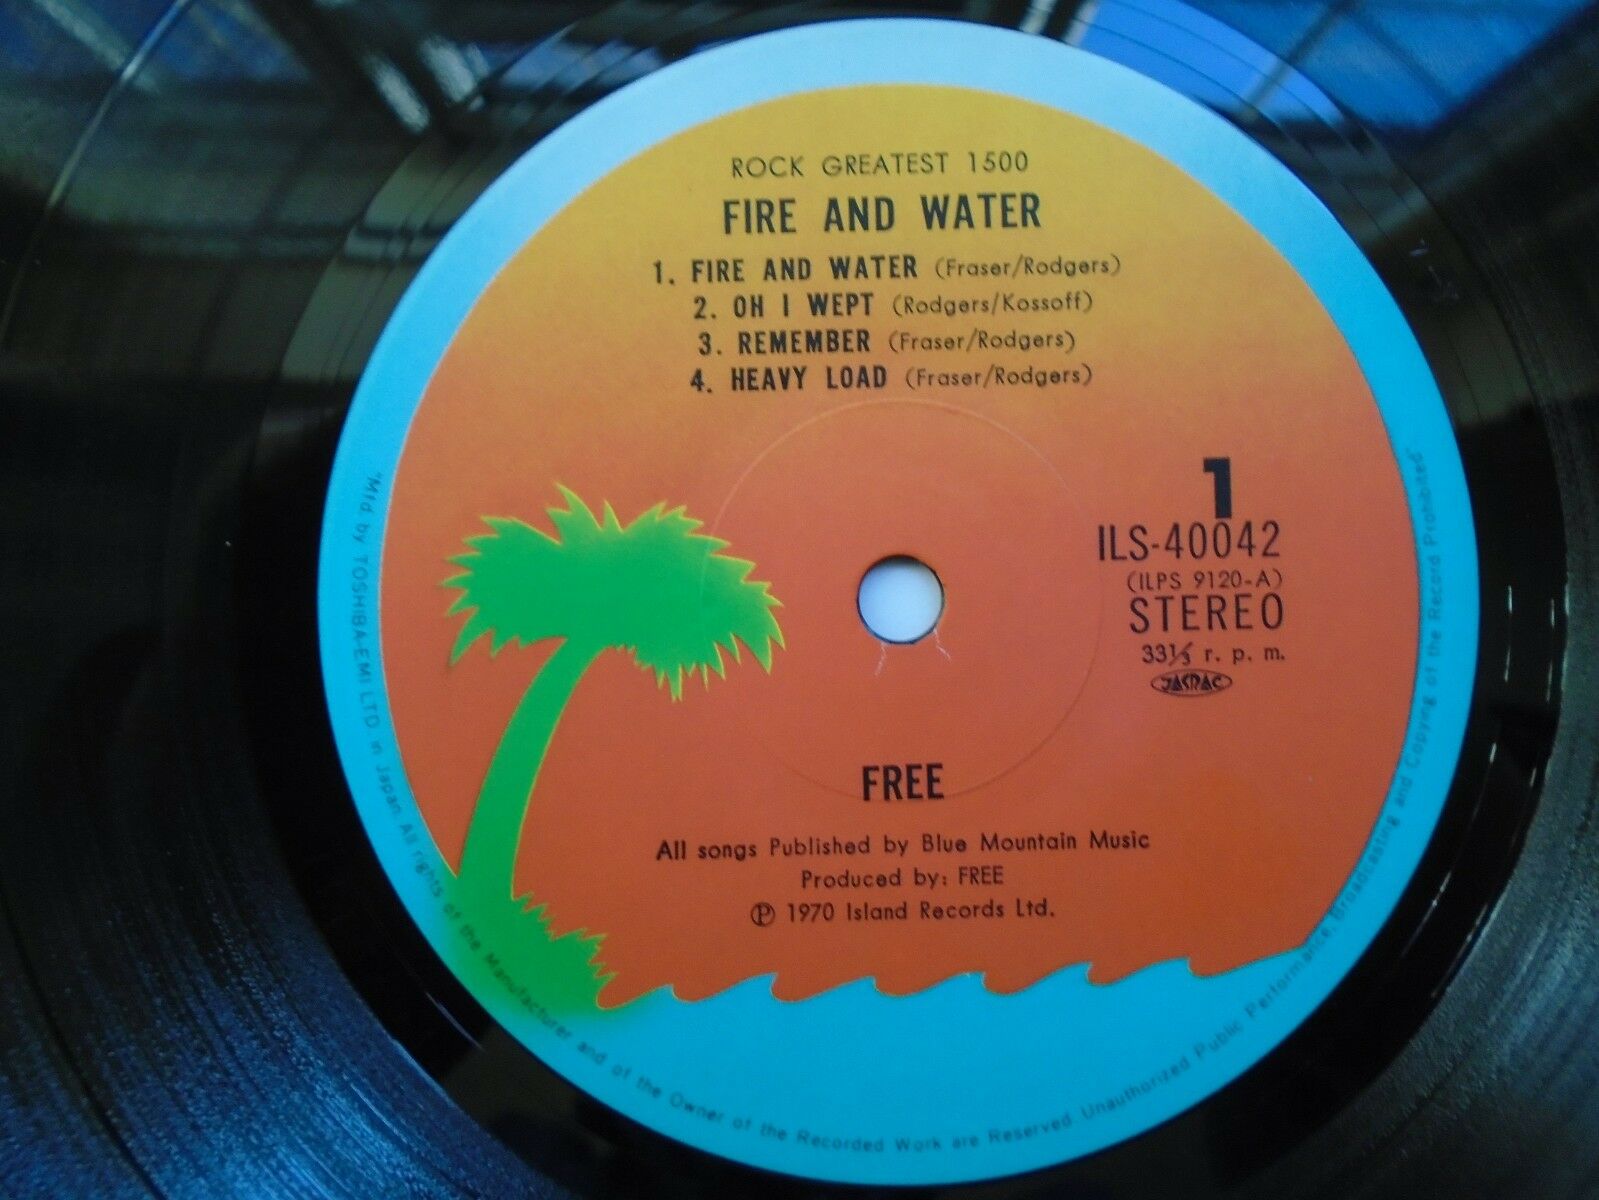 ROCK GREATEST 1500
FIRE AND WATER
1. FIRE AND WATER (Fraser/Rodgers)
2. OH I WEPT (Rodgers/Kossoff)
3. REMEMBER (Fraser/Rodgers)
4. HEAVY LOAD (Fraser/Rodgers)
1
ILS-40042
(ILPS 9120-A)
STEREO
33⅓ r. p. m.
JASRAC
FREE
All songs Published by Blue Mountain Music
Produced by: FREE
Ⓟ 1970 Island Records Ltd.
"Mfd by TOSHIBA-EMI LTD. in Japan. All rights of the Manufacturer and of the Owner of the Recorded Work are Reserved. Unauthorized Public Performance, Broadcasting and Copying of the Record Prohibited"